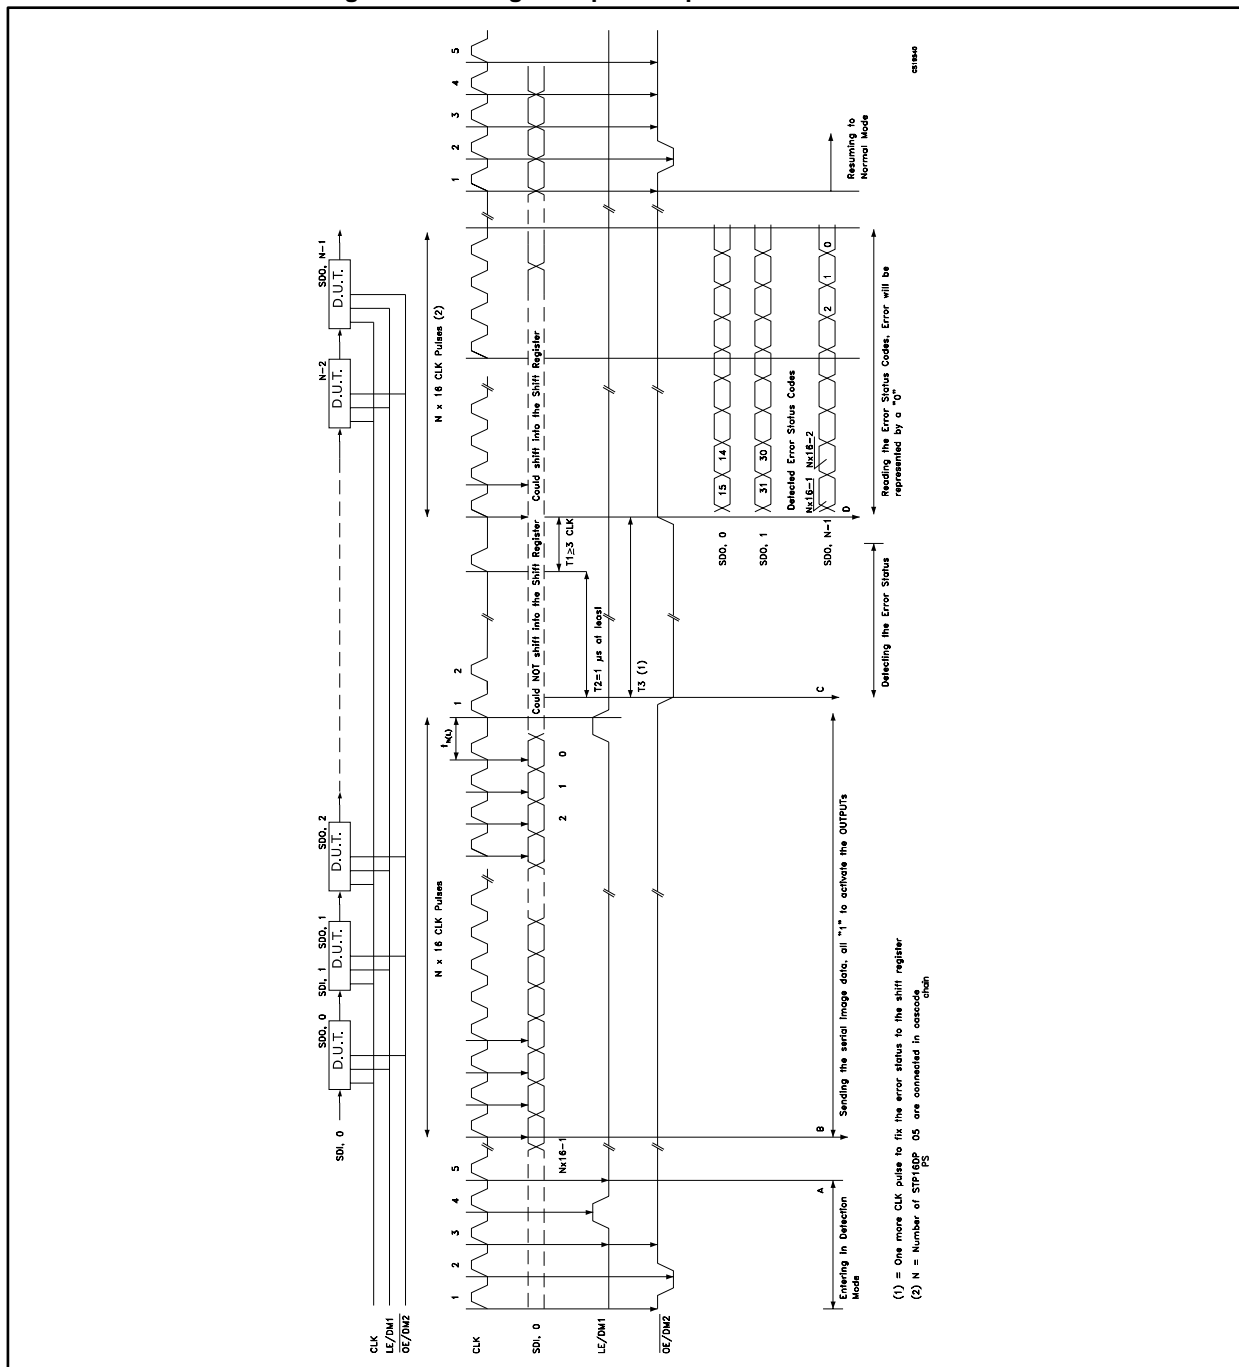 SDI, 0
D.U.T.
SDO, 0
SDI, 1
D.U.T.
SDO, 1
D.U.T.
SDO, 2
D.U.T.
N-2
D.U.T.
SDO, N-1
CLK
LE/DM1
OE/DM2
N x 16 CLK Pulses
N x 16 CLK Pulses (2)
1 2 3 4 5
1 2
1 2 3 4 5
CLK
SDI, 0
LE/DM1
OE/DM2
Nx16-1
2 1 0
th(L)
Could NOT shift into the Shift Register
Could shift into the Shift Register
T1≥3 CLK
T2=1 µs at least
T3 (1)
SDO, 0
15 14
SDO, 1
31 30
Detected Error Status Codes
Nx16-1 Nx16-2
SDO, N-1
2 1 0
A
B
C
D
Entering in Detection
Mode
Sending the serial image data, all "1" to activate the OUTPUTs
Detecting the Error Status
Reading the Error Status Codes, Error will be
represented by a "0"
Resuming to
Normal Mode
(1) = One more CLK pulse to fix the error status to the shift register
(2) N = Number of STP16DP 05 are connected in cascode
PS
chain
CS18940